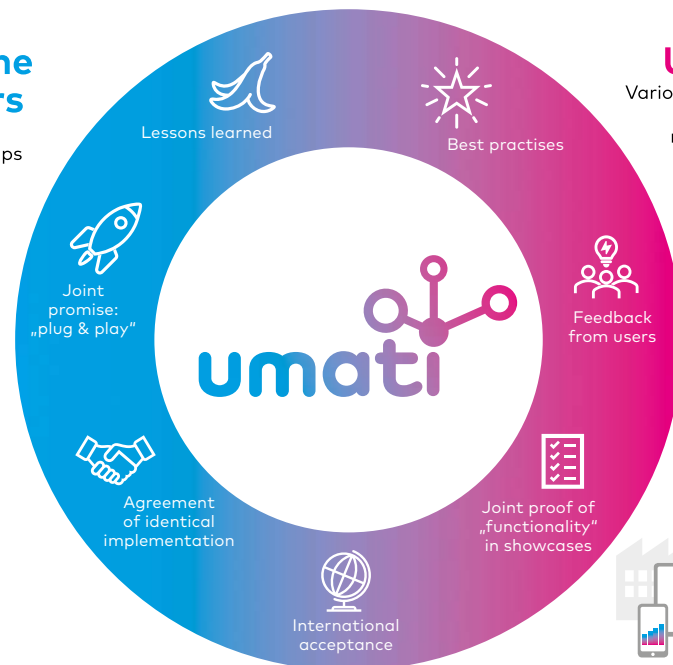 Lessons learned
Best practises
Joint
promise:
„plug & play“
Feedback
from users
umati
Agreement
of identical
implementation
Joint proof of
„functionality“
in showcases
International
acceptance